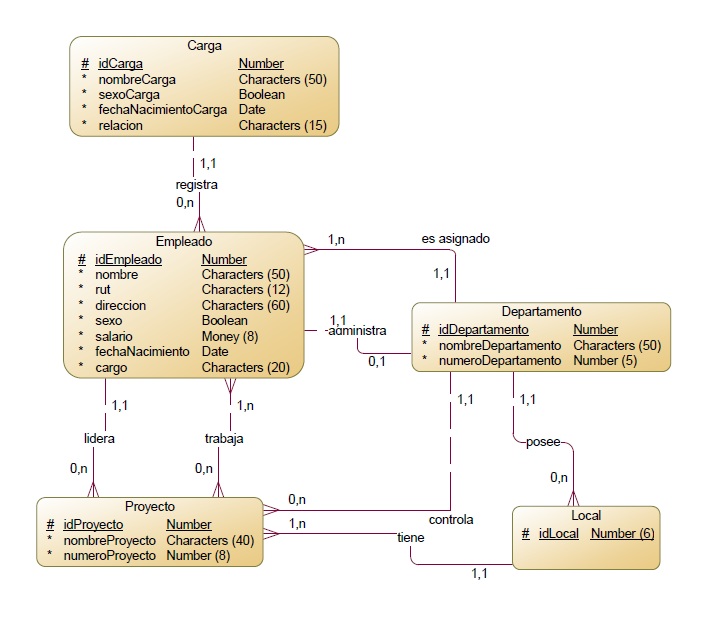 Carga
# idCarga Number
* nombreCarga Characters (50)
* sexoCarga Boolean
* fechaNacimientoCarga Date
* relacion Characters (15)
1,1
registra
0,n
Empleado
# idEmpleado Number
* nombre Characters (50)
* rut Characters (12)
* direccion Characters (60)
* sexo Boolean
* salario Money (8)
* fechaNacimiento Date
* cargo Characters (20)
1,n
es asignado
1,1
1,1
administra
0,1
Departamento
# idDepartamento Number
* nombreDepartamento Characters (50)
* numeroDepartamento Number (5)
1,1
lidera
0,n
1,n
trabaja
0,n
1,1
controla
0,n
1,1
posee
0,n
Proyecto
# idProyecto Number
* nombreProyecto Characters (40)
* numeroProyecto Number (8)
1,n
tiene
1,1
Local
# idLocal Number (6)